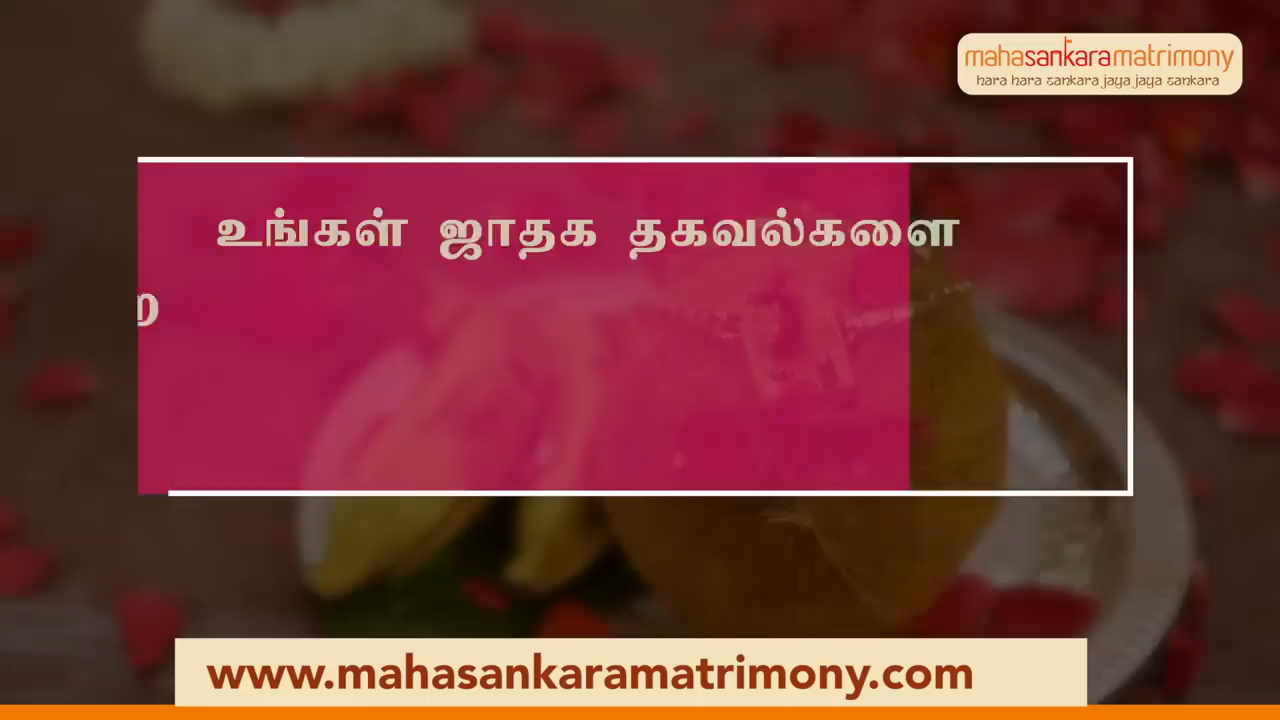 mahasankaramatrimony
hara hara sankara jaya jaya sankara
உங்கள் ஜாதக தகவல்களை
www.mahasankaramatrimony.com